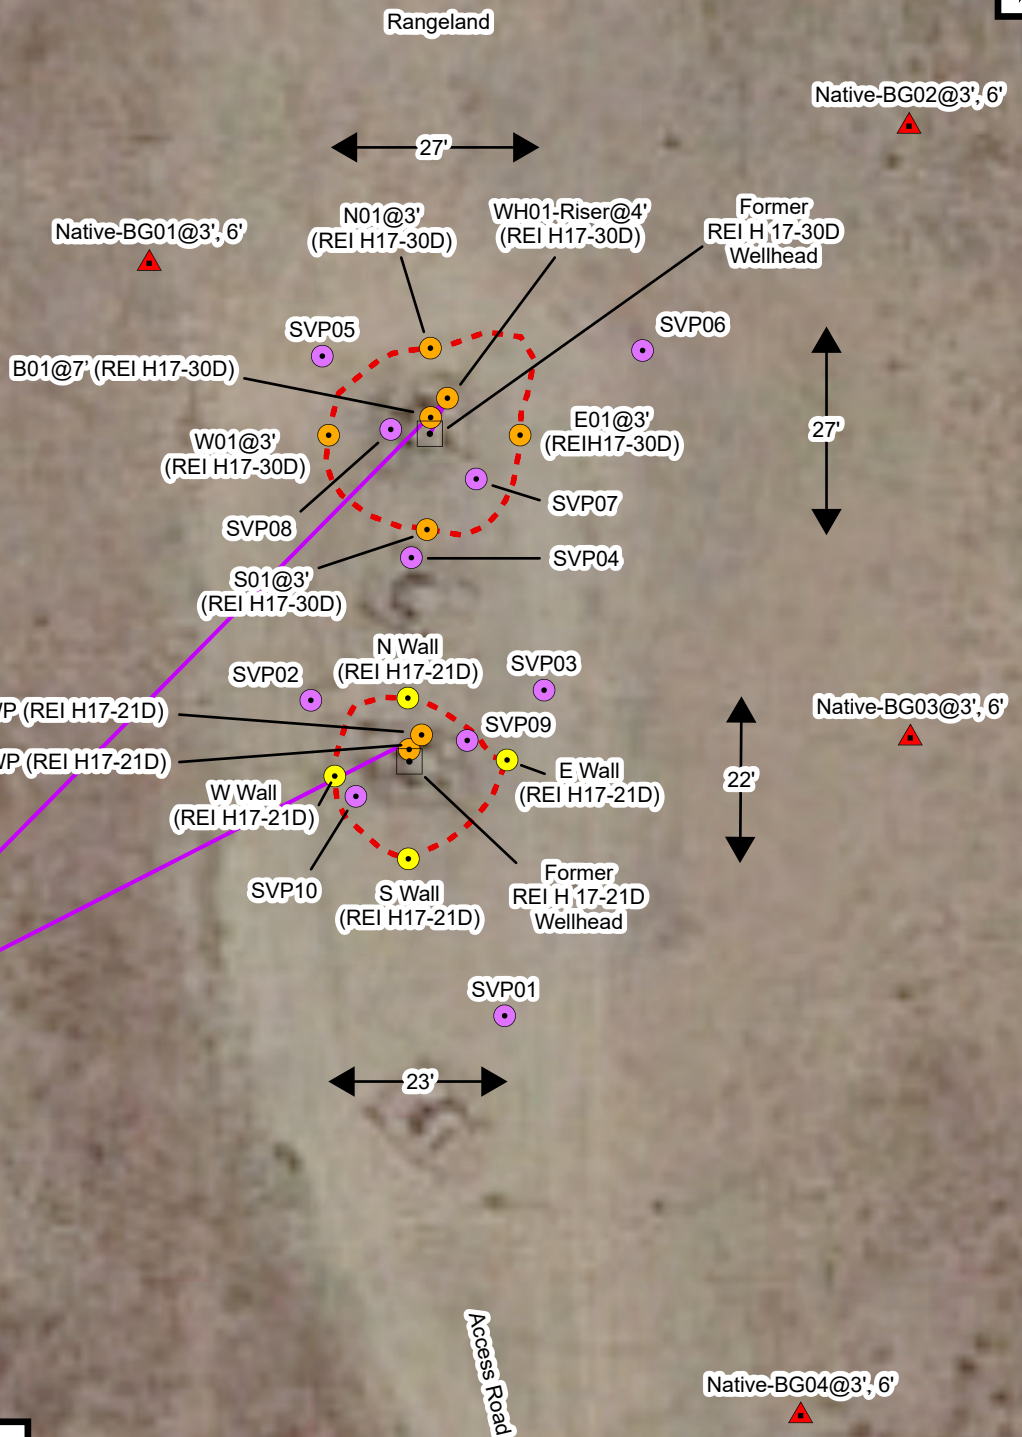 Rangeland
Native-BG02@3', 6'
27'
N01@3'
(REI H17-30D)
WH01-Riser@4'
(REI H17-30D)
Former
REI H 17-30D
Wellhead
Native-BG01@3', 6'
SVP05
SVP06
B01@7' (REI H17-30D)
W01@3'
(REI H17-30D)
E01@3'
(REIH17-30D)
27'
SVP07
SVP08
SVP04
S01@3'
(REI H17-30D)
N Wall
(REI H17-21D)
SVP02
SVP03
(REI H17-21D)
SVP09
Native-BG03@3', 6'
(REI H17-21D)
E Wall
(REI H17-21D)
22'
W Wall
(REI H17-21D)
SVP10
S Wall
(REI H17-21D)
Former
REI H 17-21D
Wellhead
SVP01
23'
Access Road
Native-BG04@3', 6'